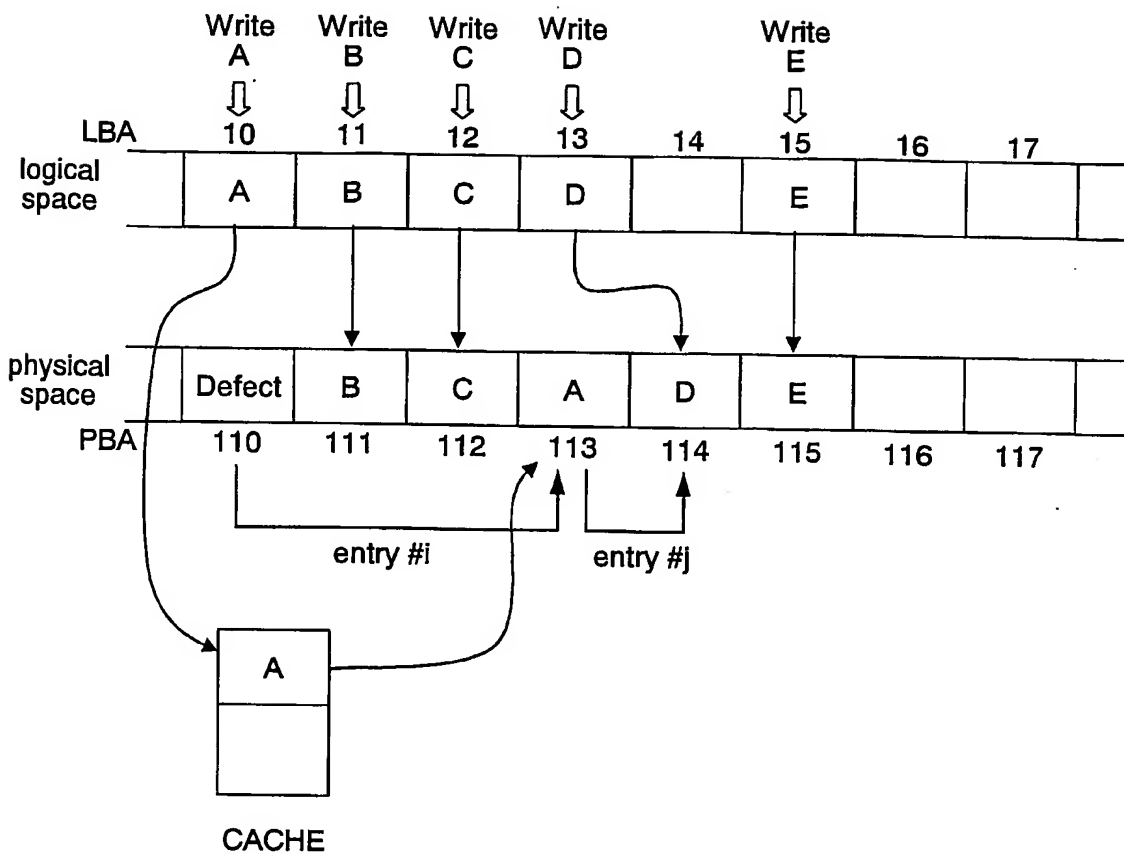 Write Write Write Write Write
A B C D E
LBA 10 11 12 13 14 15 16 17
logical
space
A B C D E
physical
space
Defect B C A D E
PBA 110 111 112 113 114 115 116 117
entry #i entry #j
A
CACHE